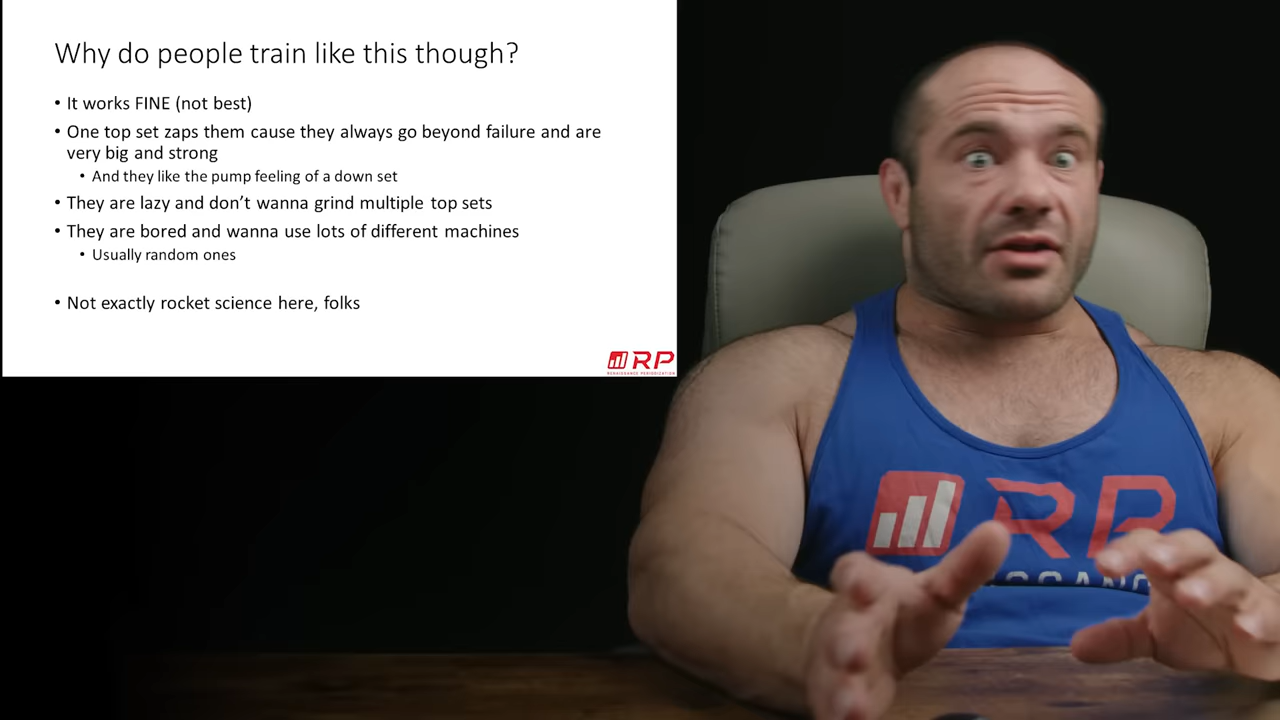 Why do people train like this though?
• It works FINE (not best)
• One top set zaps them cause they always go beyond failure and are
very big and strong
• And they like the pump feeling of a down set
• They are lazy and don’t wanna grind multiple top sets
• They are bored and wanna use lots of different machines
• Usually random ones
• Not exactly rocket science here, folks
RP
RENAISSANCE PERIODIZATION
RP